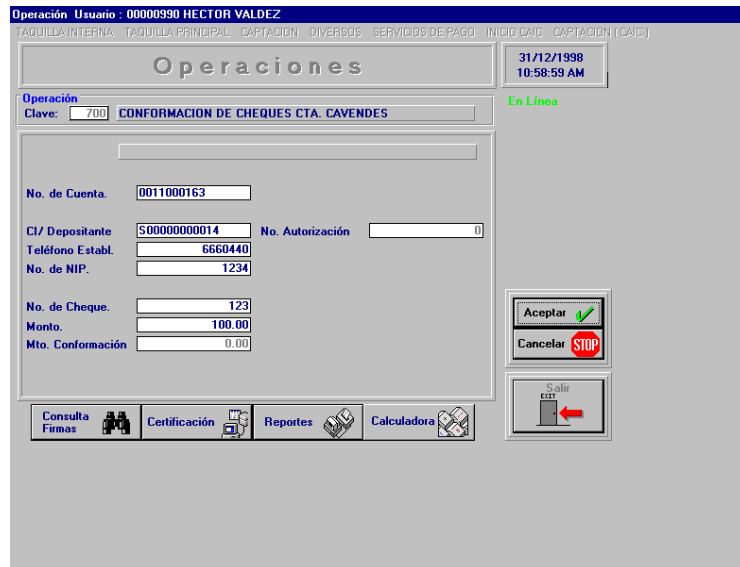 Operación Usuario : 00000990 HECTOR VALDEZ
TAQUILLA INTERNA TAQUILLA PRINCIPAL CAPTACION DIVERSOS SERVICIOS DE PAGO INICIO CAIC CAPTACION ( CAIC )
Operaciones
31/12/1998
10:58:59 AM
Operación
Clave: 700 CONFORMACION DE CHEQUES CTA. CAVENDES
En Línea
No. de Cuenta. 0011000163
CI/ Depositante S00000000014 No. Autorización 0
Teléfono Establ. 6660440
No. de NIP. 1234
No. de Cheque. 123
Monto. 100.00
Mto. Conformación 0.00
Aceptar
Cancelar STOP
Salir
EXIT
Consulta Firmas
Certificación
Reportes
Calculadora